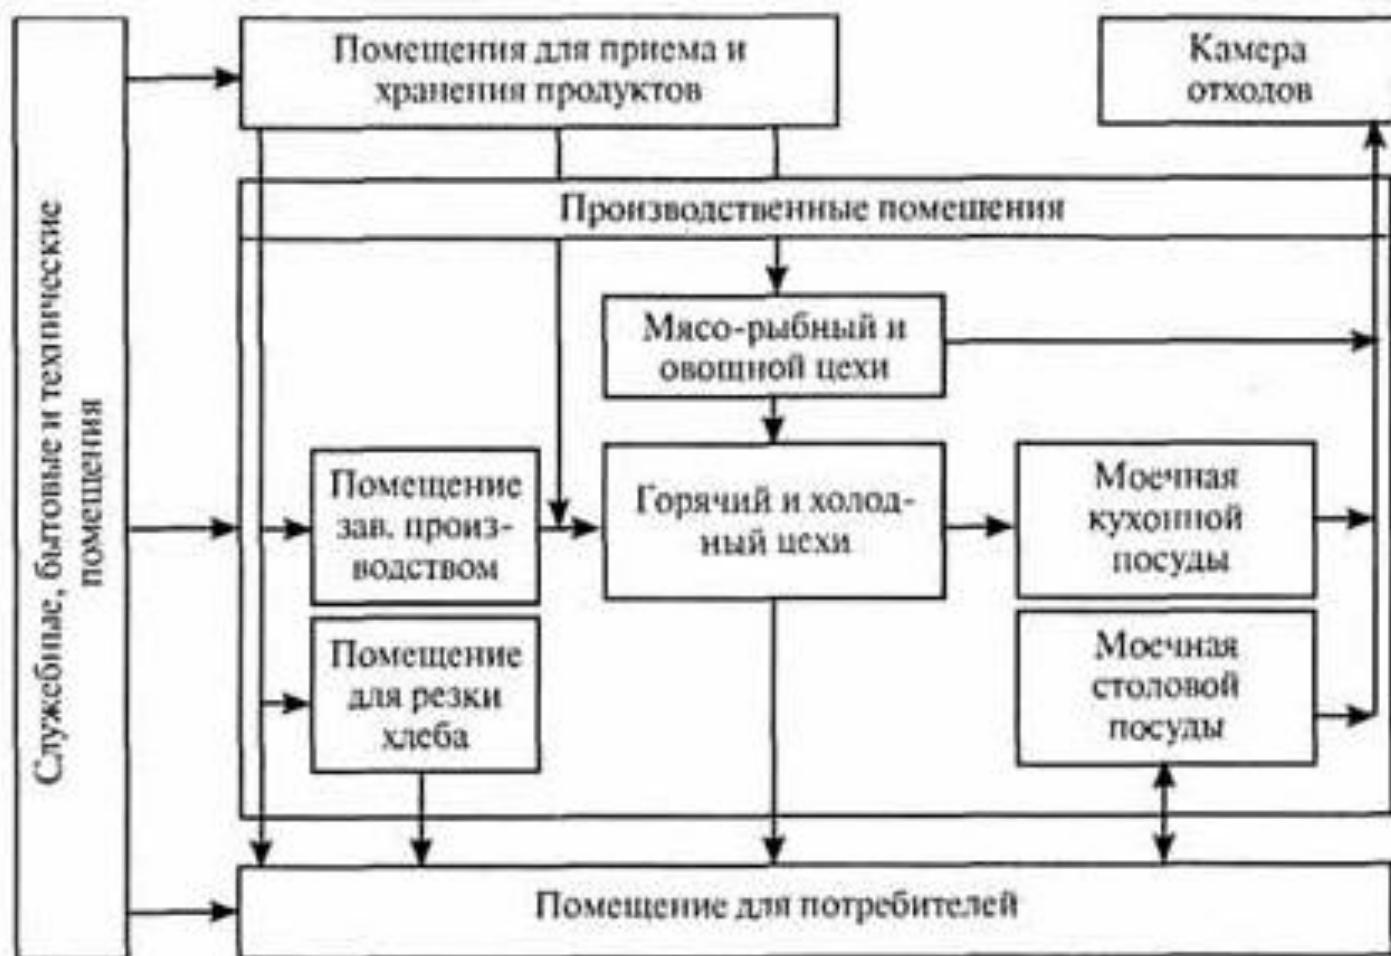 Помещения для приема и
хранения продуктов
Камера
отходов
Служебные, бытовые и технические
помещения
Производственные помешения
Мясо-рыбный и
овощной цехи
Помещение
зав. произ-
водством
Горячий и холод-
ный цехи
Моечная
кухонной
посуды
Помещение
для резки
хлеба
Моечная
столовой
посуды
Помещение для потребителей